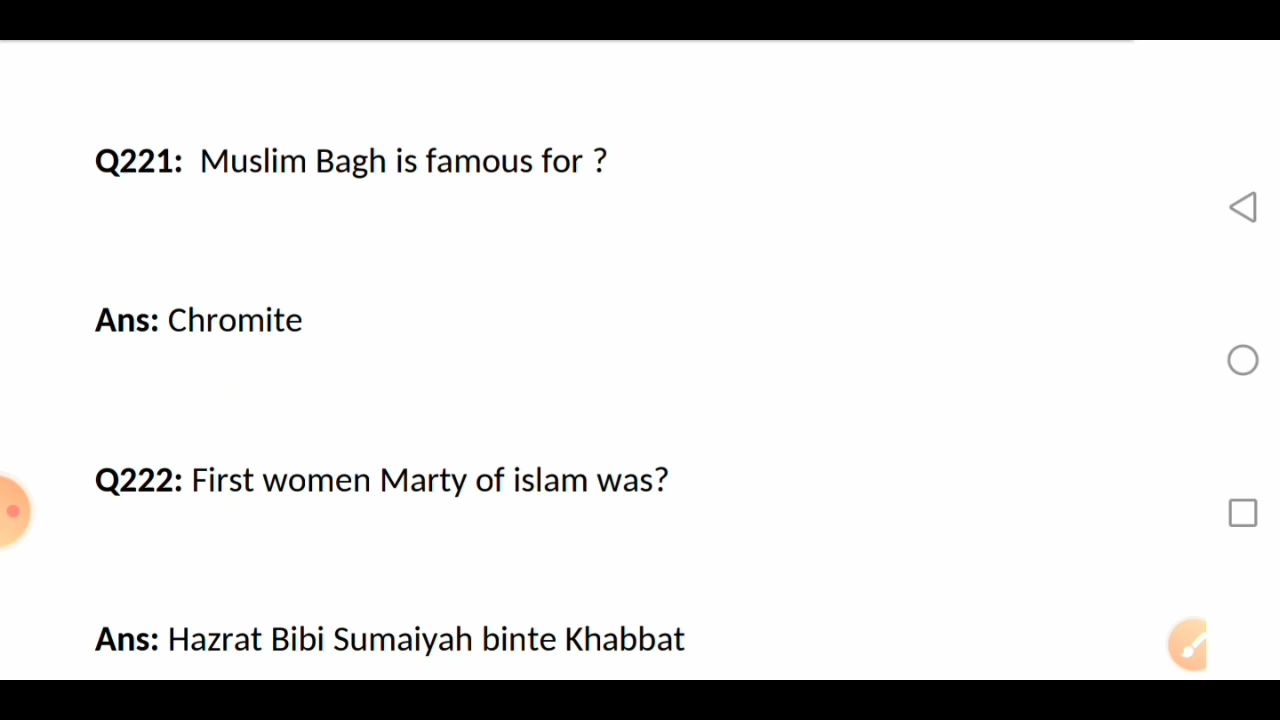 Q221: Muslim Bagh is famous for ?
Ans: Chromite
Q222: First women Marty of islam was?
Ans: Hazrat Bibi Sumaiyah binte Khabbat